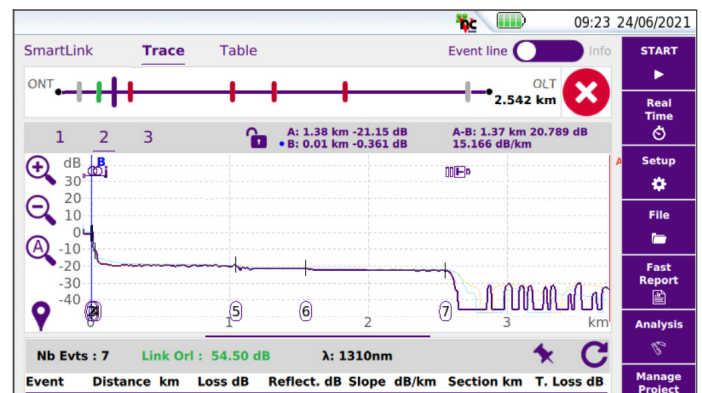 09:23 24/06/2021
SmartLink Trace Table Event line Info START
ONT OLT
2.542 km
Real Time
1 2 3 A: 1.38 km -21.15 dB A-B: 1.37 km 20.789 dB
B: 0.01 km -0.361 dB 15.166 dB/km
dB B A Setup
30
20
10 File
0
-10
-20
-30 Fast Report
-40
5 6 7
0 1 2 3 km
A
Analysis
Nb Evts : 7 Link Orl : 54.50 dB λ: 1310nm
Event Distance km Loss dB Reflect. dB Slope dB/km Section km T. Loss dB
Manage Project